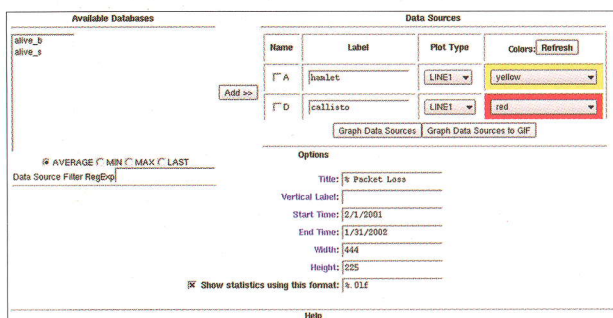 Available Databases
alive_b
alive_s
Add >>
AVERAGE MIN MAX LAST
Data Source Filter RegExp
Data Sources
Name Label Plot Type Colors: Refresh
A hamlet LINE1 yellow
D callisto LINE1 red
Graph Data Sources Graph Data Sources to GIF
Options
Title: % Packet Loss
Vertical Label:
Start Time: 2/1/2001
End Time: 1/31/2002
Width: 444
Height: 225
Show statistics using this format: %.0lf
Help